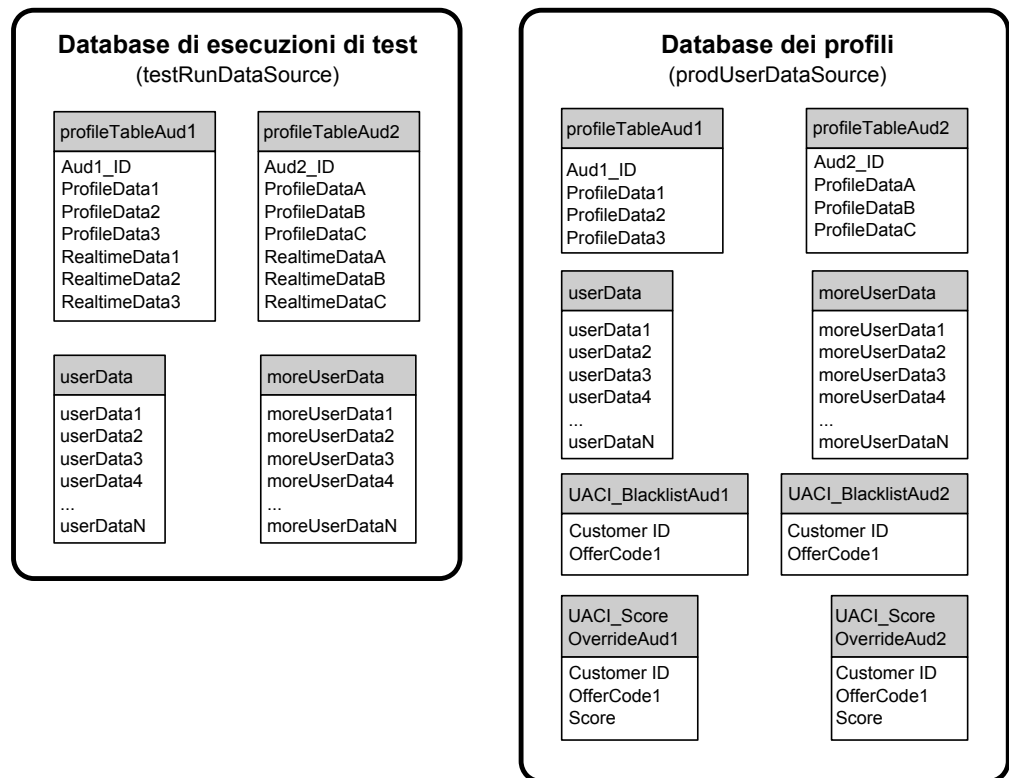 Database di esecuzioni di test
(testRunDataSource)
profileTableAud1
Aud1_ID
ProfileData1
ProfileData2
ProfileData3
RealtimeData1
RealtimeData2
RealtimeData3
profileTableAud2
Aud2_ID
ProfileDataA
ProfileDataB
ProfileDataC
RealtimeDataA
RealtimeDataB
RealtimeDataC
userData
userData1
userData2
userData3
userData4
...
userDataN
moreUserData
moreUserData1
moreUserData2
moreUserData3
moreUserData4
...
moreUserDataN
Database dei profili
(prodUserDataSource)
profileTableAud1
Aud1_ID
ProfileData1
ProfileData2
ProfileData3
profileTableAud2
Aud2_ID
ProfileDataA
ProfileDataB
ProfileDataC
userData
userData1
userData2
userData3
userData4
...
userDataN
moreUserData
moreUserData1
moreUserData2
moreUserData3
moreUserData4
...
moreUserDataN
UACI_BlacklistAud1
Customer ID
OfferCode1
UACI_BlacklistAud2
Customer ID
OfferCode1
UACI_Score
OverrideAud1
Customer ID
OfferCode1
Score
UACI_Score
OverrideAud2
Customer ID
OfferCode1
Score